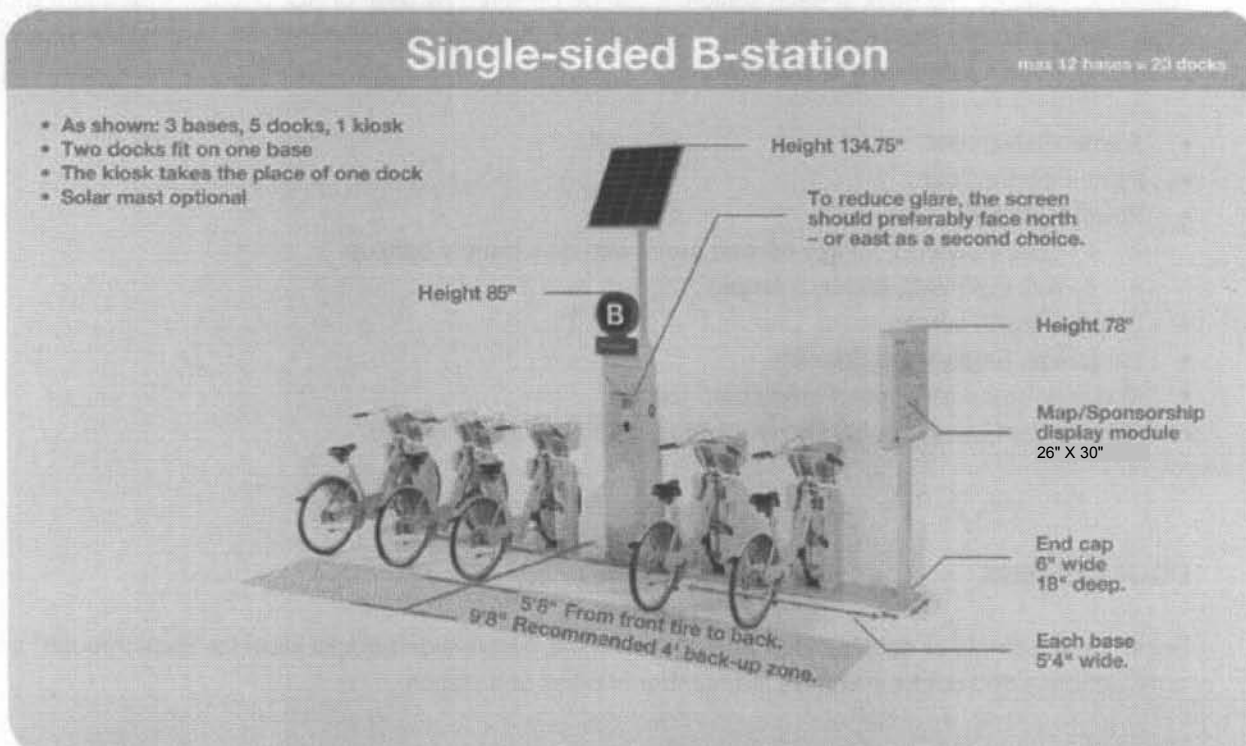 Single-sided B-station
max 12 bases = 23 docks
• As shown: 3 bases, 5 docks, 1 kiosk
• Two docks fit on one base
• The kiosk takes the place of one dock
• Solar mast optional
Height 134.75"
To reduce glare, the screen
should preferably face north
– or east as a second choice.
Height 85"
B
Height 78"
Map/Sponsorship
display module
26" X 30"
End cap
6" wide
18" deep.
5'8" From front tire to back.
9'8" Recommended 4' back-up zone.
Each base
5'4" wide.